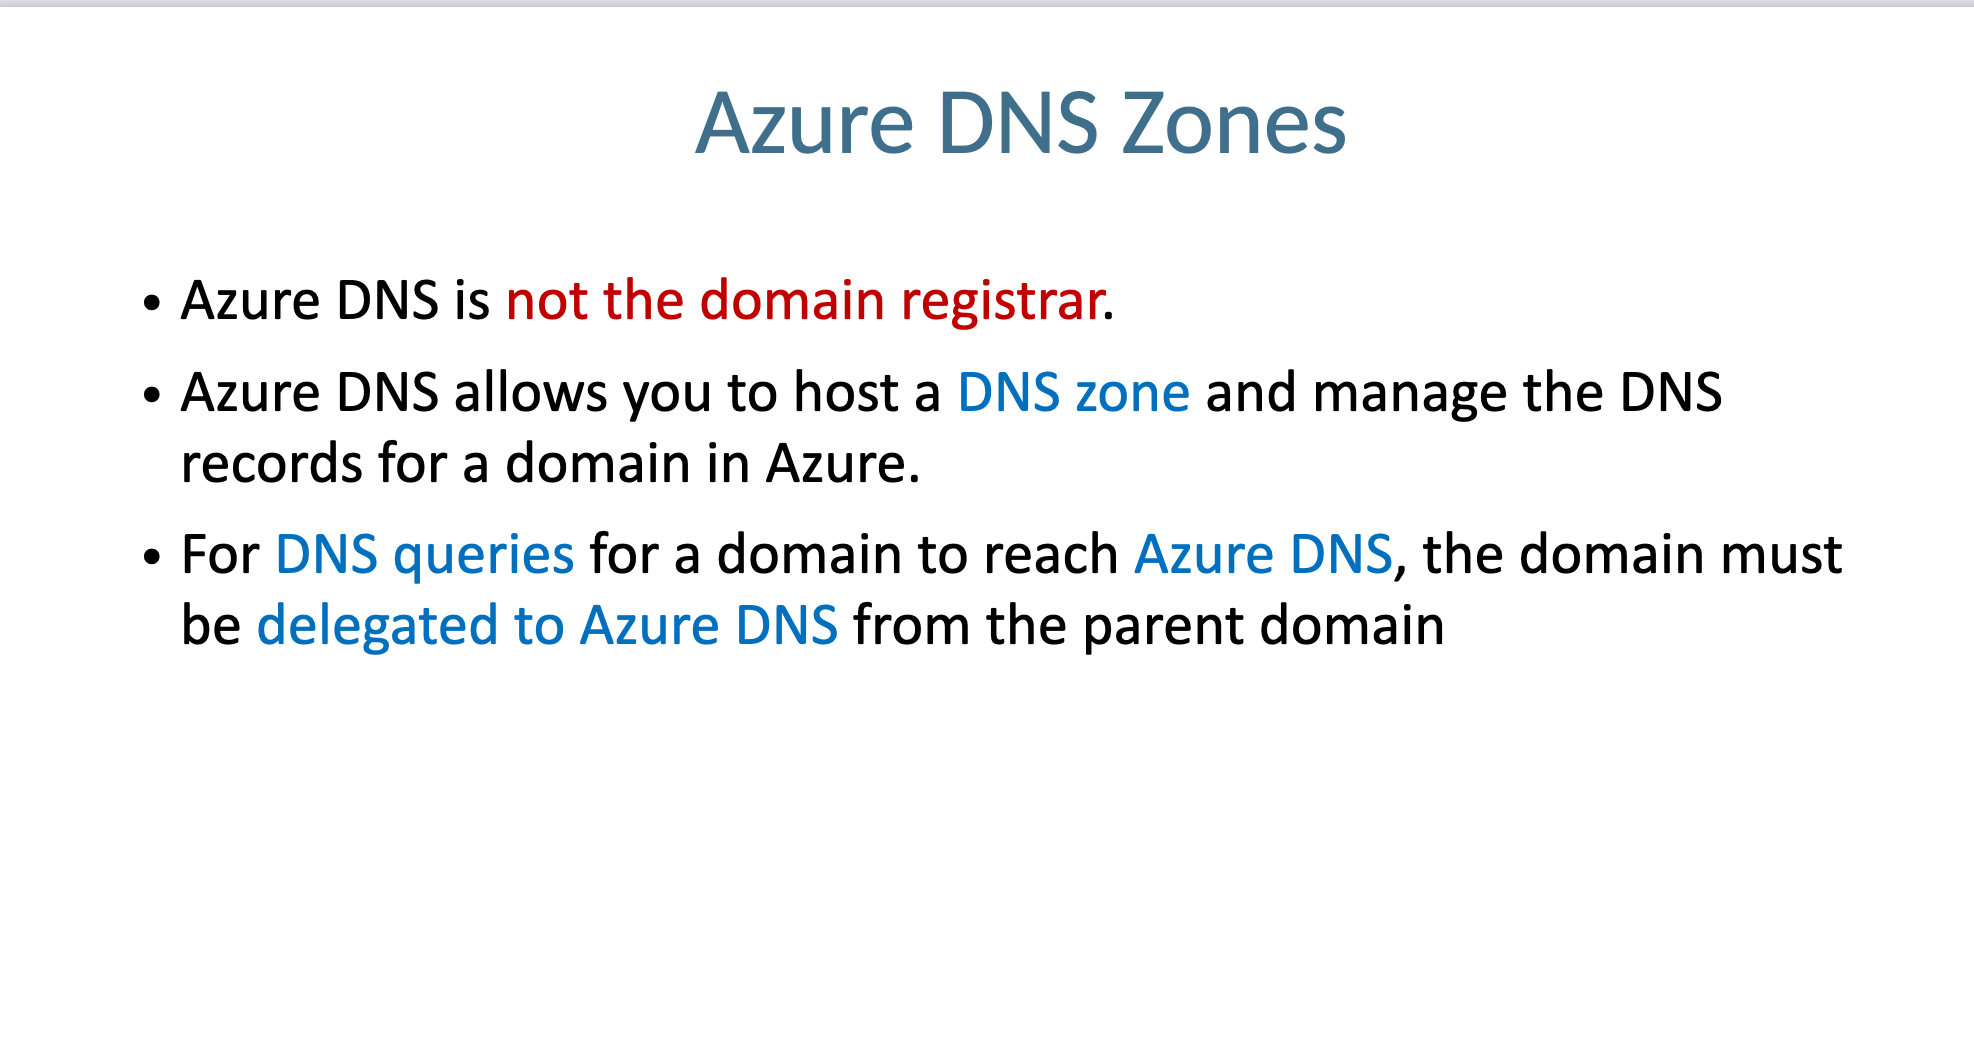 Azure DNS Zones
• Azure DNS is not the domain registrar.
• Azure DNS allows you to host a DNS zone and manage the DNS
records for a domain in Azure.
• For DNS queries for a domain to reach Azure DNS, the domain must
be delegated to Azure DNS from the parent domain